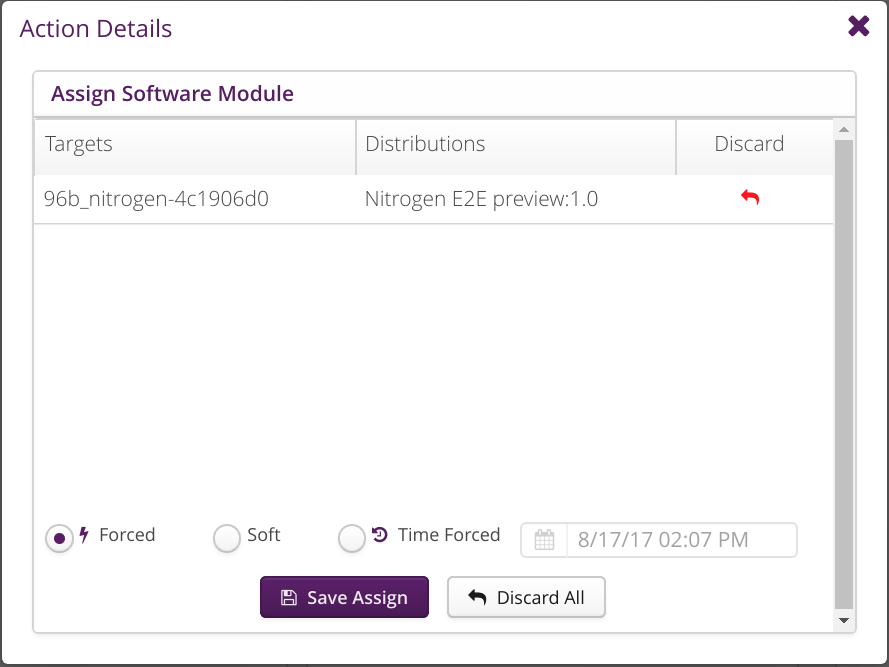 Action Details
Assign Software Module
Targets Distributions Discard
96b_nitrogen-4c1906d0 Nitrogen E2E preview:1.0
Forced Soft Time Forced 8/17/17 02:07 PM
Save Assign Discard All